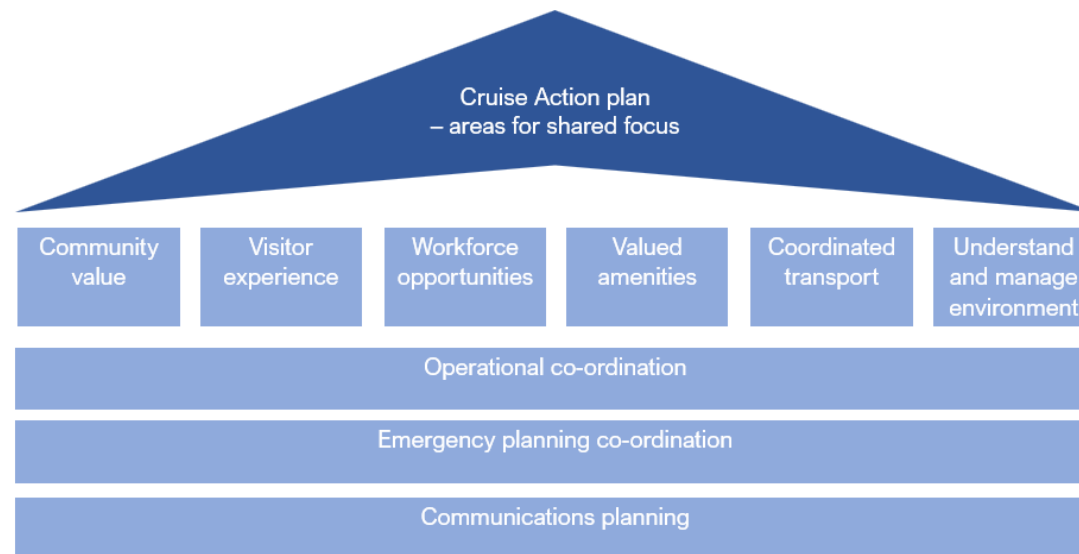 Cruise Action plan
– areas for shared focus
Community
value
Visitor
experience
Workforce
opportunities
Valued
amenities
Coordinated
transport
Understand
and manage
environment
Operational co-ordination
Emergency planning co-ordination
Communications planning